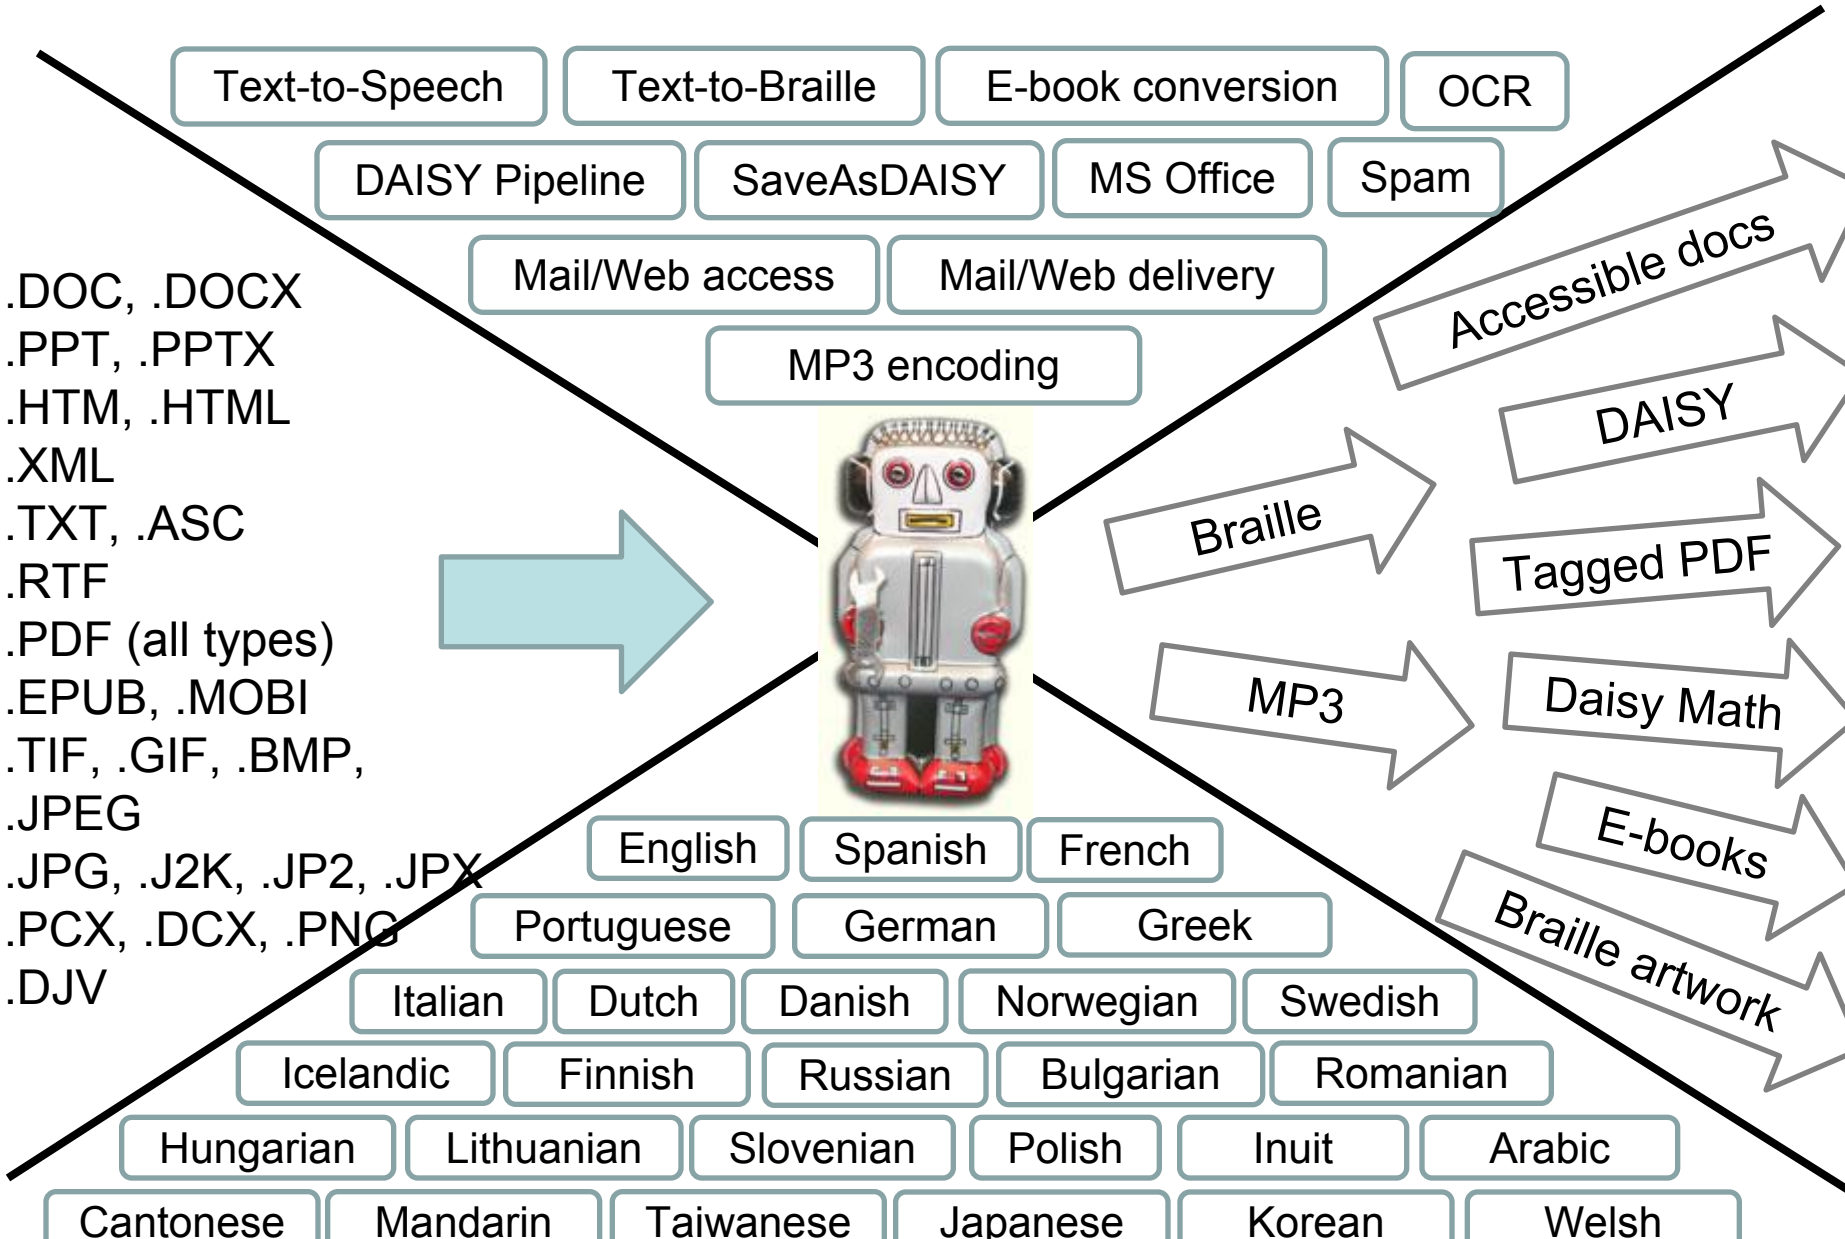 Text-to-Speech Text-to-Braille E-book conversion OCR
DAISY Pipeline SaveAsDAISY MS Office Spam
Mail/Web access Mail/Web delivery
MP3 encoding
.DOC, .DOCX
.PPT, .PPTX
.HTM, .HTML
.XML
.TXT, .ASC
.RTF
.PDF (all types)
.EPUB, .MOBI
.TIF, .GIF, .BMP,
.JPEG
.JPG, .J2K, .JP2, .JPX
.PCX, .DCX, .PNG
.DJV
Accessible docs
DAISY
Braille
Tagged PDF
MP3
Daisy Math
E-books
Braille artwork
English Spanish French
Portuguese German Greek
Italian Dutch Danish Norwegian Swedish
Icelandic Finnish Russian Bulgarian Romanian
Hungarian Lithuanian Slovenian Polish Inuit Arabic
Cantonese Mandarin Taiwanese Japanese Korean Welsh